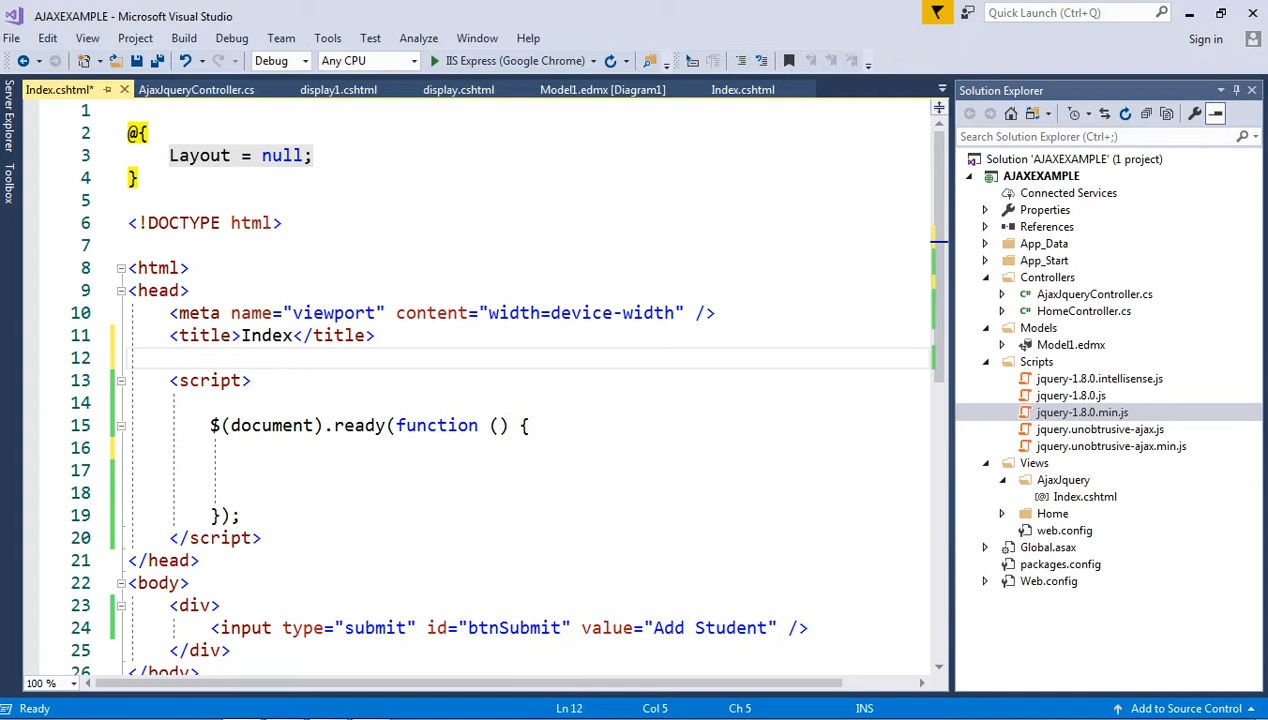 AJAXEXAMPLE - Microsoft Visual Studio
Quick Launch (Ctrl+Q)
File Edit View Project Build Debug Team Tools Test Analyze Window Help
Sign in
Debug Any CPU IIS Express (Google Chrome)
Index.cshtml* AjaxJqueryController.cs display1.cshtml display.cshtml Model1.edmx [Diagram1] Index.cshtml
Server Explorer
Toolbox
1
2 @{
3 Layout = null;
4 }
5
6 <!DOCTYPE html>
7
8 <html>
9 <head>
10 <meta name="viewport" content="width=device-width" />
11 <title>Index</title>
12
13 <script>
14
15 $(document).ready(function () {
16
17
18
19 });
20 </script>
21 </head>
22 <body>
23 <div>
24 <input type="submit" id="btnSubmit" value="Add Student" />
25 </div>
26 </body>
100 %
Solution Explorer
Search Solution Explorer (Ctrl+;)
Solution 'AJAXEXAMPLE' (1 project)
AJAXEXAMPLE
Connected Services
Properties
References
App_Data
App_Start
Controllers
AjaxJqueryController.cs
HomeController.cs
Models
Model1.edmx
Scripts
jquery-1.8.0.intellisense.js
jquery-1.8.0.js
jquery-1.8.0.min.js
jquery.unobtrusive-ajax.js
jquery.unobtrusive-ajax.min.js
Views
AjaxJquery
Index.cshtml
Home
web.config
Global.asax
packages.config
Web.config
Ready Ln 12 Col 5 Ch 5 INS Add to Source Control